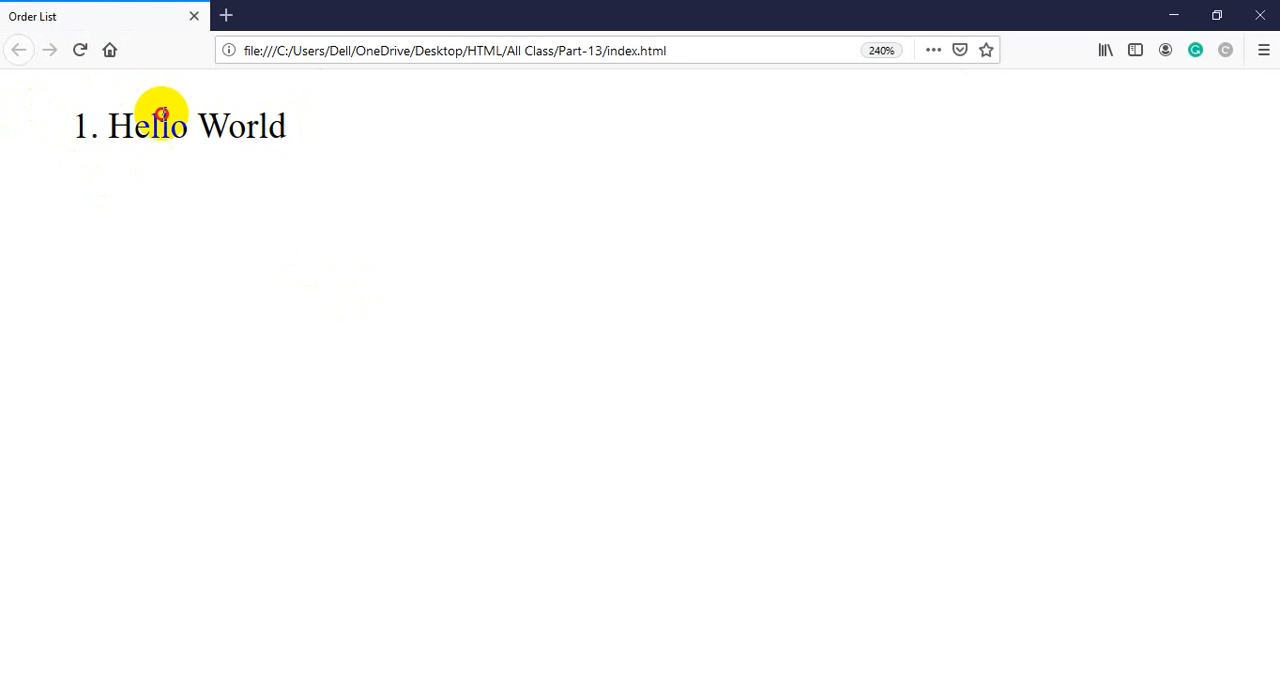 Order List
file:///C:/Users/Dell/OneDrive/Desktop/HTML/All Class/Part-13/index.html
240%
1. Hello World